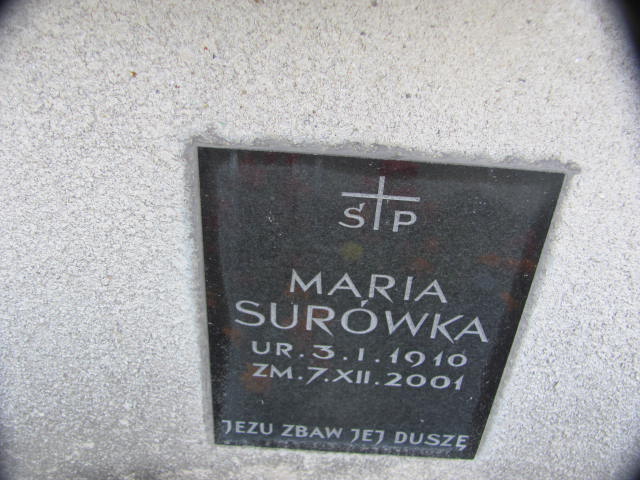 ŚP
MARIA
SURÓWKA
UR. 3. I. 1910
ZM. 7. XII. 2001
JEZU ZBAW JEJ DUSZĘ